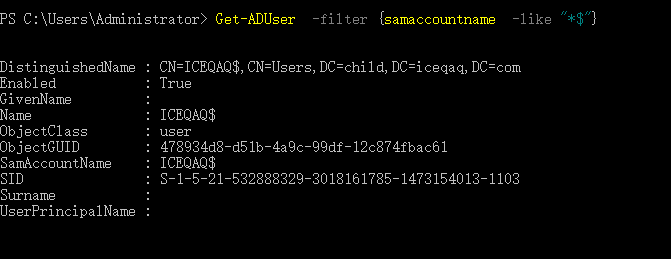 PS C:\Users\Administrator> Get-ADUser  -filter {samaccountname  -like "*$"}
DistinguishedName : CN=ICEQAQ$,CN=Users,DC=child,DC=iceqaq,DC=com
Enabled           : True
GivenName         :
Name              : ICEQAQ$
ObjectClass       : user
ObjectGUID        : 478934d8-d51b-4a9c-99df-12c874fbac61
SamAccountName    : ICEQAQ$
SID               : S-1-5-21-532888329-3018161785-1473154013-1103
Surname           :
UserPrincipalName :